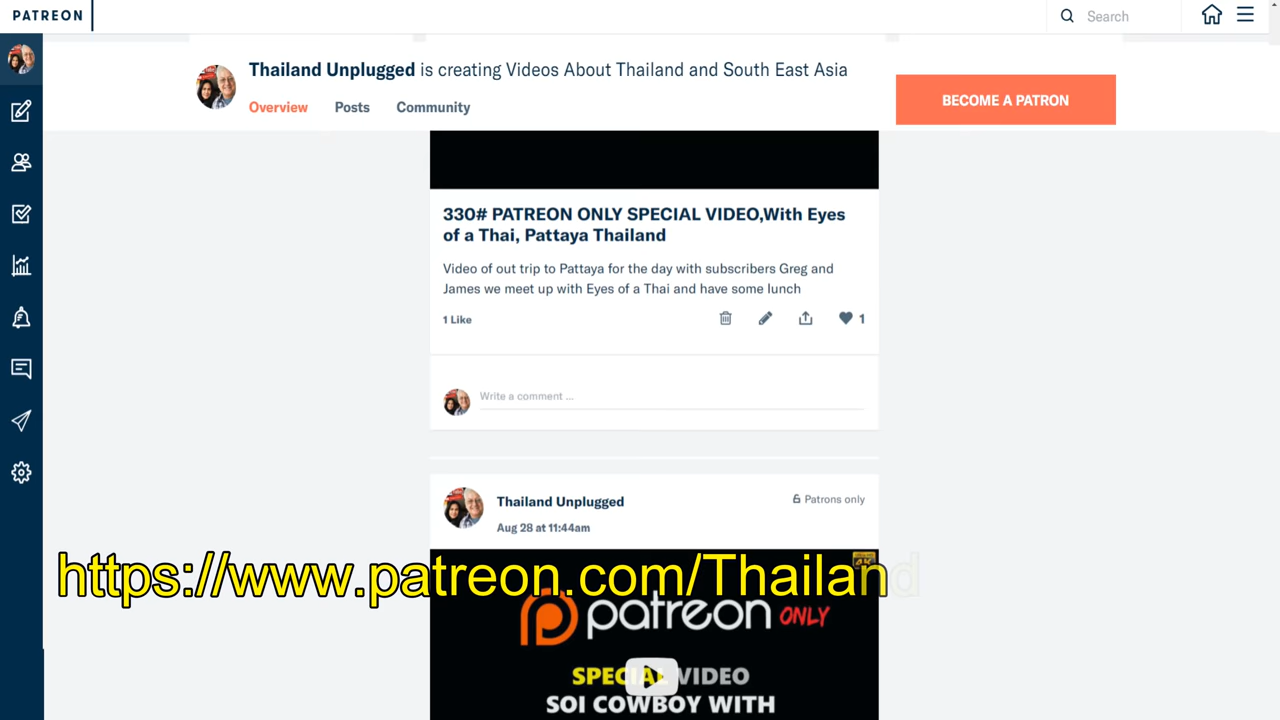 PATREON
Search
Thailand Unplugged is creating Videos About Thailand and South East Asia
Overview Posts Community
BECOME A PATRON
330# PATREON ONLY SPECIAL VIDEO,With Eyes
of a Thai, Pattaya Thailand
Video of out trip to Pattaya for the day with subscribers Greg and
James we meet up with Eyes of a Thai and have some lunch
1 Like
1
Write a comment ...
Thailand Unplugged
Patrons only
Aug 28 at 11:44am
4K
https://www.patreon.com/Thailand
patreon ONLY
SPECIAL VIDEO
SOI COWBOY WITH